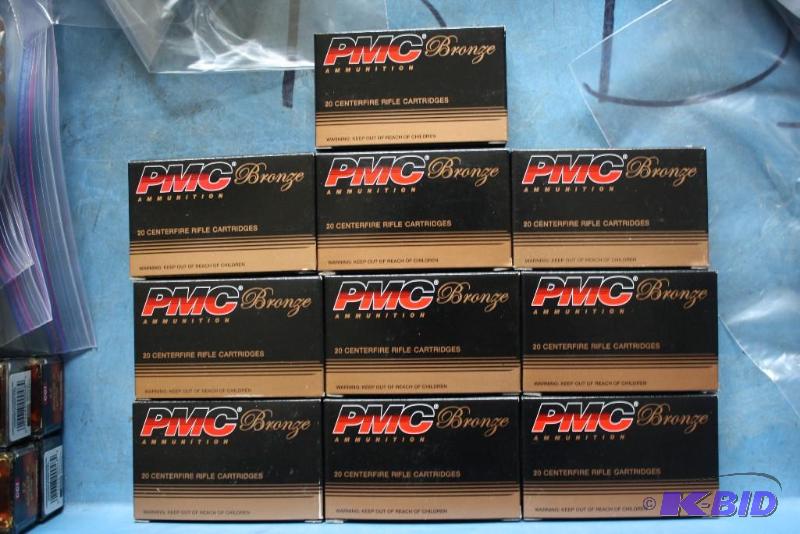 PMC® Bronze
AMMUNITION
20 CENTERFIRE RIFLE CARTRIDGES
WARNING: KEEP OUT OF REACH OF CHILDREN
PMC® Bronze
AMMUNITION
20 CENTERFIRE RIFLE CARTRIDGES
WARNING: KEEP OUT OF REACH OF CHILDREN
PMC® Bronze
AMMUNITION
20 CENTERFIRE RIFLE CARTRIDGES
WARNING: KEEP OUT OF REACH OF CHILDREN
PMC® Bronze
AMMUNITION
20 CENTERFIRE RIFLE CARTRIDGES
WARNING: KEEP OUT OF REACH OF CHILDREN
PMC® Bronze
AMMUNITION
20 CENTERFIRE RIFLE CARTRIDGES
WARNING: KEEP OUT OF REACH OF CHILDREN
PMC® Bronze
AMMUNITION
20 CENTERFIRE RIFLE CARTRIDGES
WARNING: KEEP OUT OF REACH OF CHILDREN
PMC® Bronze
AMMUNITION
20 CENTERFIRE RIFLE CARTRIDGES
WARNING: KEEP OUT OF REACH OF CHILDREN
PMC® Bronze
AMMUNITION
20 CENTERFIRE RIFLE CARTRIDGES
WARNING: KEEP OUT OF REACH OF CHILDREN
PMC® Bronze
AMMUNITION
20 CENTERFIRE RIFLE CARTRIDGES
WARNING: KEEP OUT OF REACH OF CHILDREN
PMC® Bronze
AMMUNITION
20 CENTERFIRE RIFLE CARTRIDGES
WARNING: KEEP OUT OF REACH OF CHILDREN
© K-BID